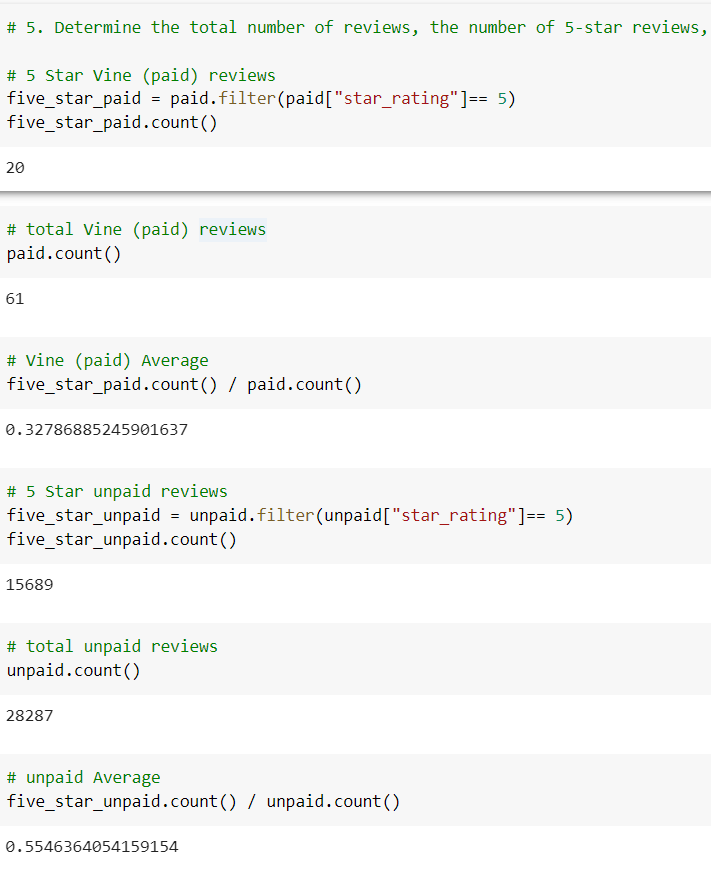 # 5. Determine the total number of reviews, the number of 5-star reviews,
# 5 Star Vine (paid) reviews
five_star_paid = paid.filter(paid["star_rating"]== 5)
five_star_paid.count()
20
# total Vine (paid) reviews
paid.count()
61
# Vine (paid) Average
five_star_paid.count() / paid.count()
0.32786885245901637
# 5 Star unpaid reviews
five_star_unpaid = unpaid.filter(unpaid["star_rating"]== 5)
five_star_unpaid.count()
15689
# total unpaid reviews
unpaid.count()
28287
# unpaid Average
five_star_unpaid.count() / unpaid.count()
0.5546364054159154